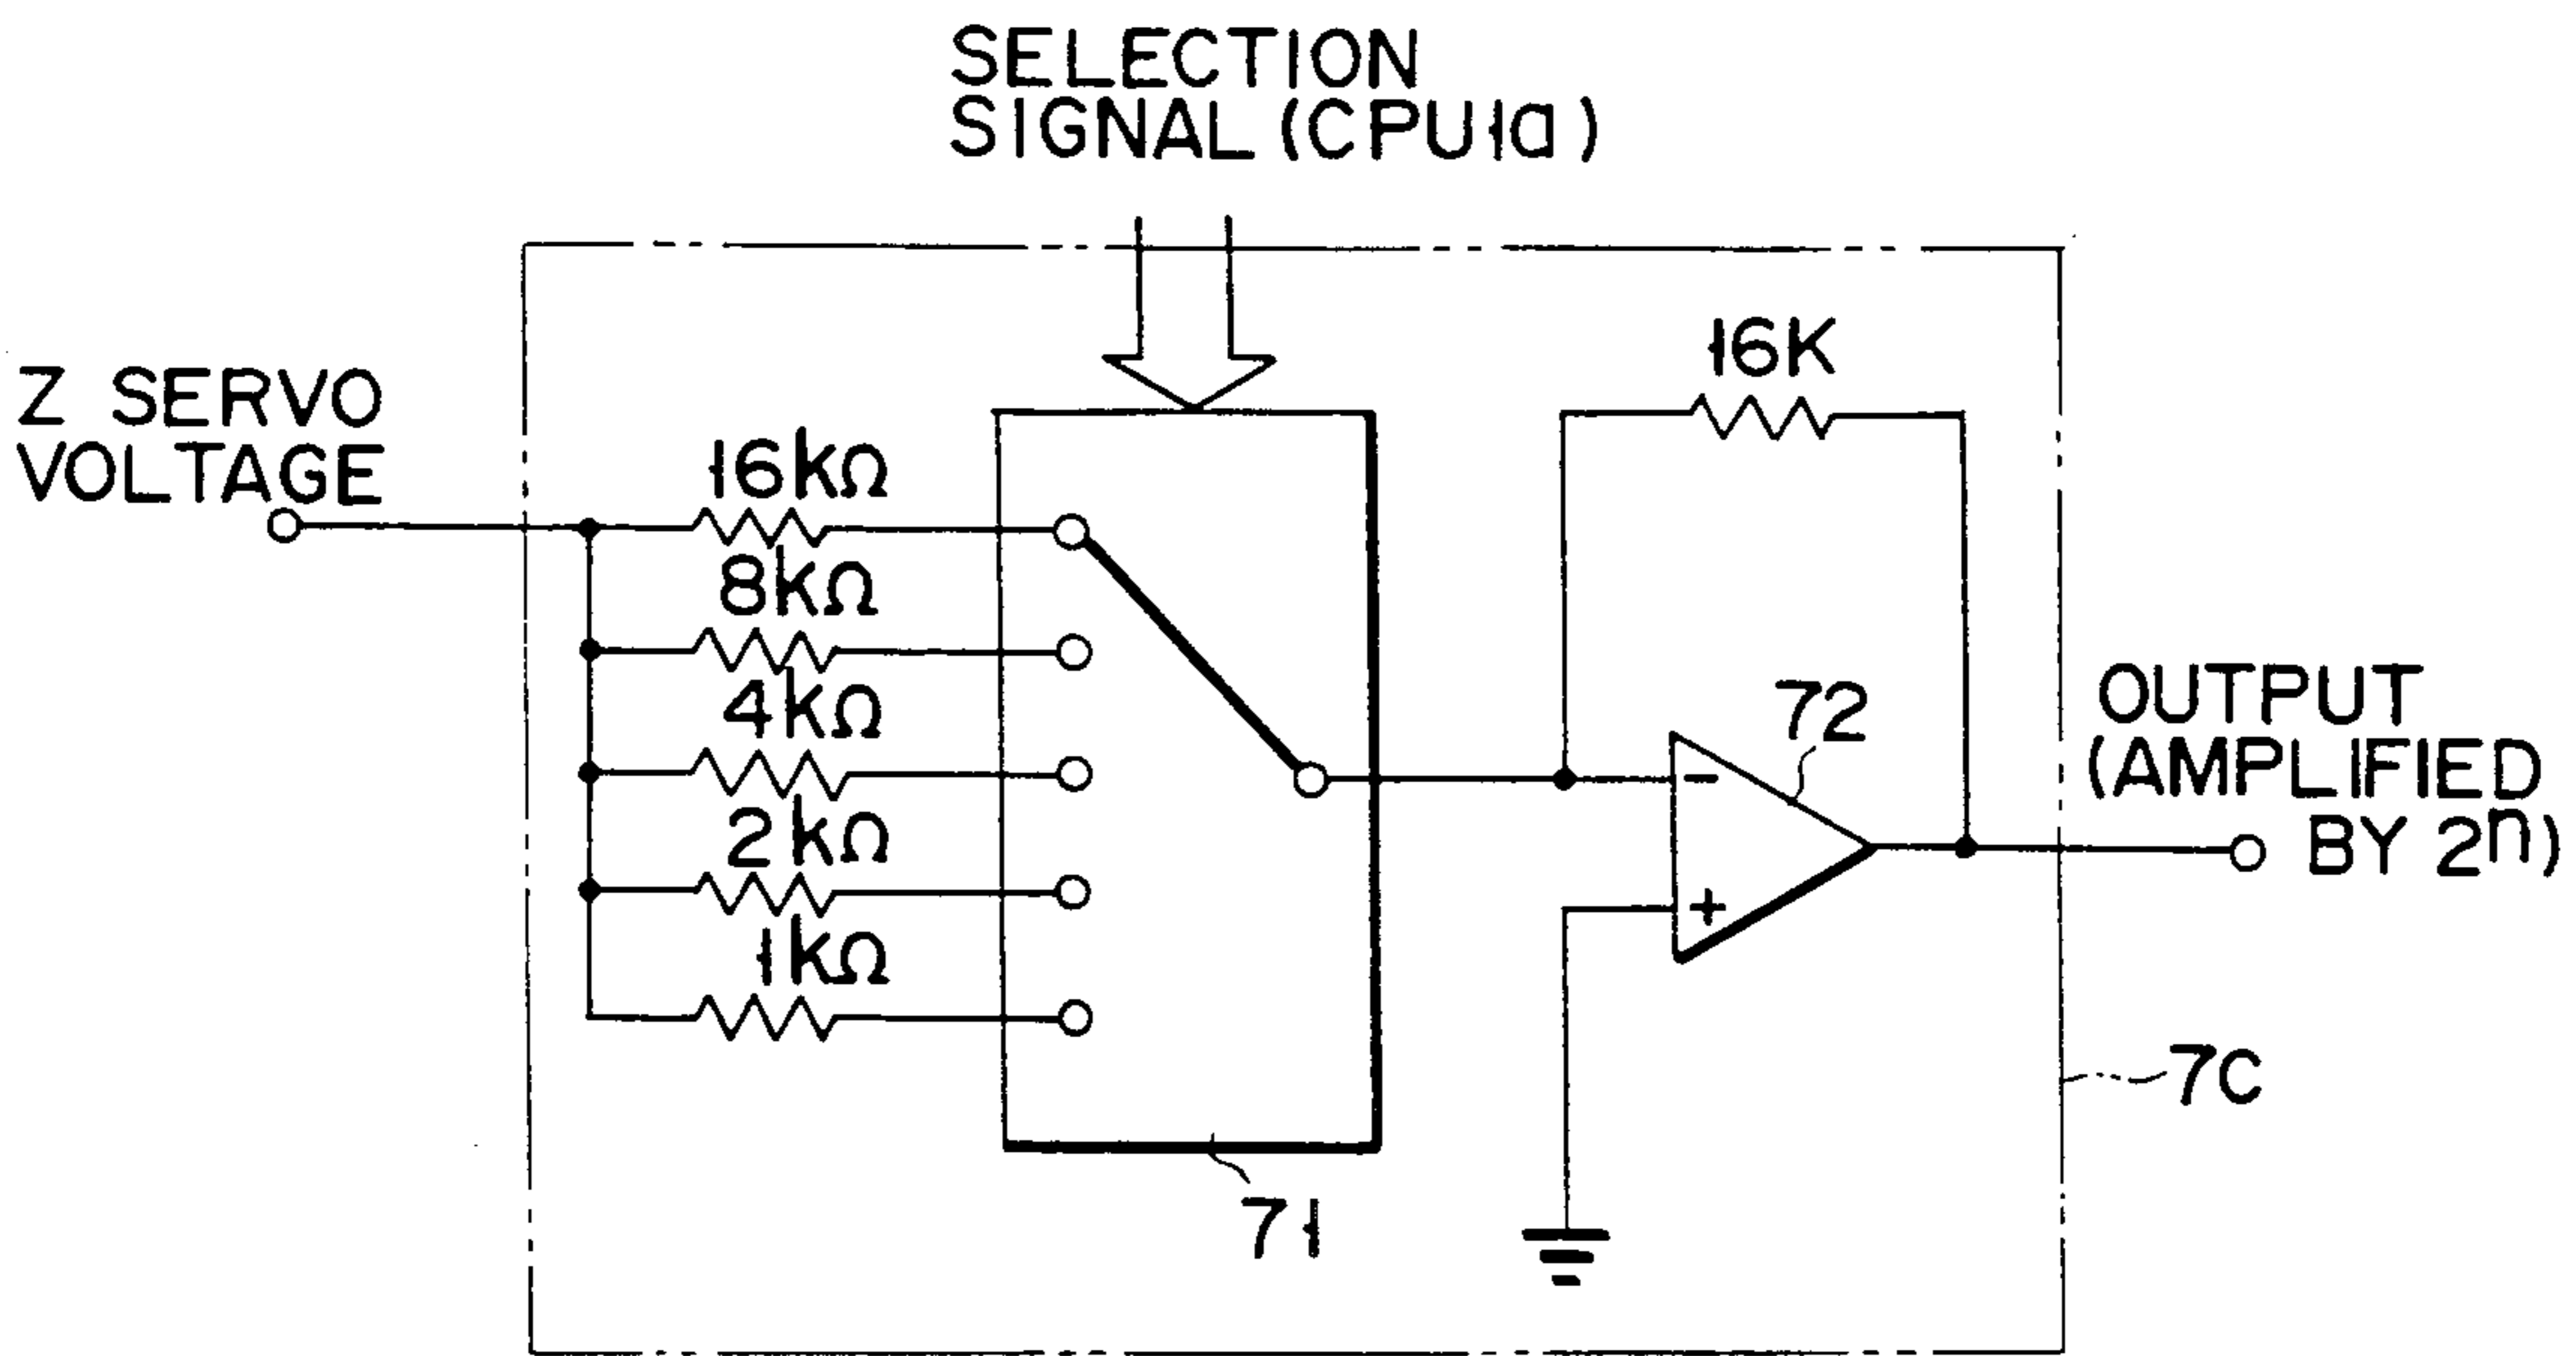 SELECTION
SIGNAL (CPU1a)
16K
Z SERVO
VOLTAGE
16kΩ
8kΩ
4kΩ
2kΩ
1kΩ
72
−
+
OUTPUT
(AMPLIFIED
BY 2ⁿ)
7C
71